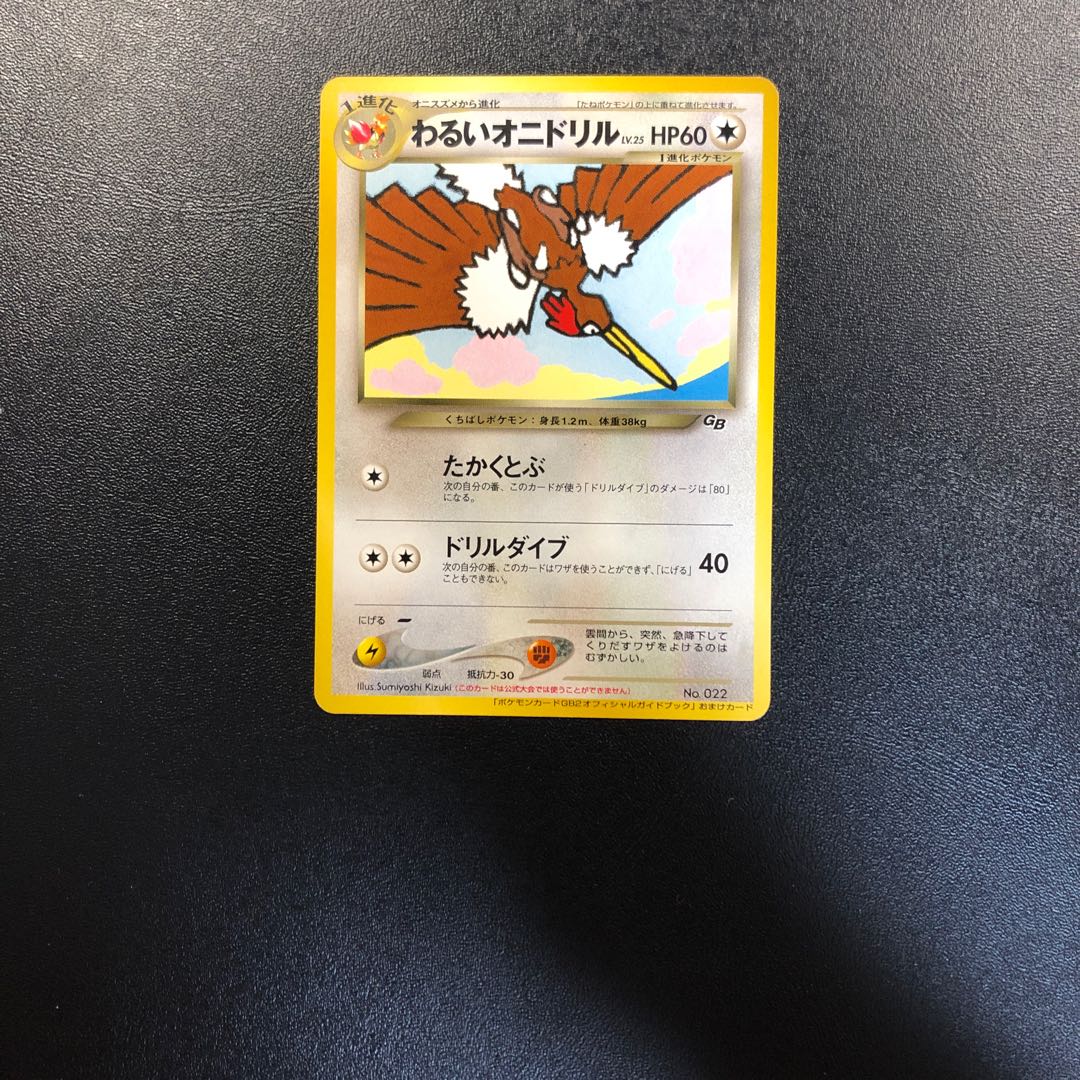 1進化
オニスズメから進化
「たねポケモン」の上に重ねて進化させます。
わるいオニドリル LV.25 HP60
1進化ポケモン
くちばしポケモン：身長1.2m、体重38kg
GB
たかくとぶ
次の自分の番、このカードが使う「ドリルダイブ」のダメージは「80」
になる。
ドリルダイブ
40
次の自分の番、このカードはワザを使うことができず、「にげる」
こともできない。
にげる
弱点 抵抗力-30
雲間から、突然、急降下して
くりだすワザをよけるのは
むずかしい。
Illus.Sumiyoshi Kizuki (このカードは公式大会では使うことができません)
No. 022
「ポケモンカードGB2オフィシャルガイドブック」おまけカード